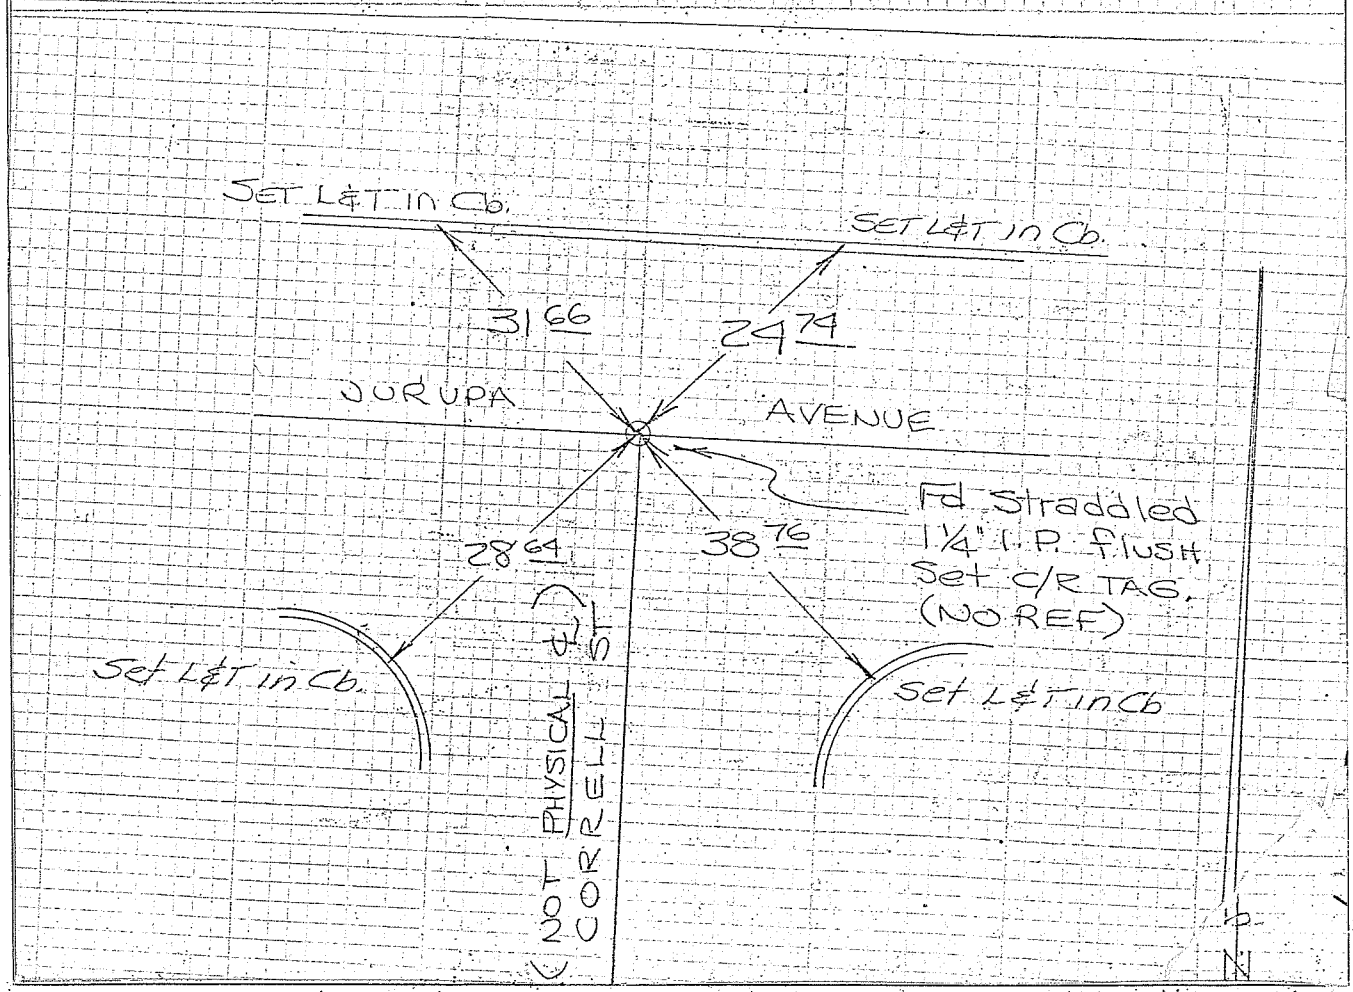 SET L&T in Cb.
SET L&T in Cb.
31 66
24 74
JURUPA
AVENUE
Fd Straddled
1¼" I.P. flush
Set C/R TAG.
(NO REF)
28 64
38 76
Set L&T in Cb.
Set L&T in Cb
(NOT PHYSICAL ℄)
CORRELL ST
N